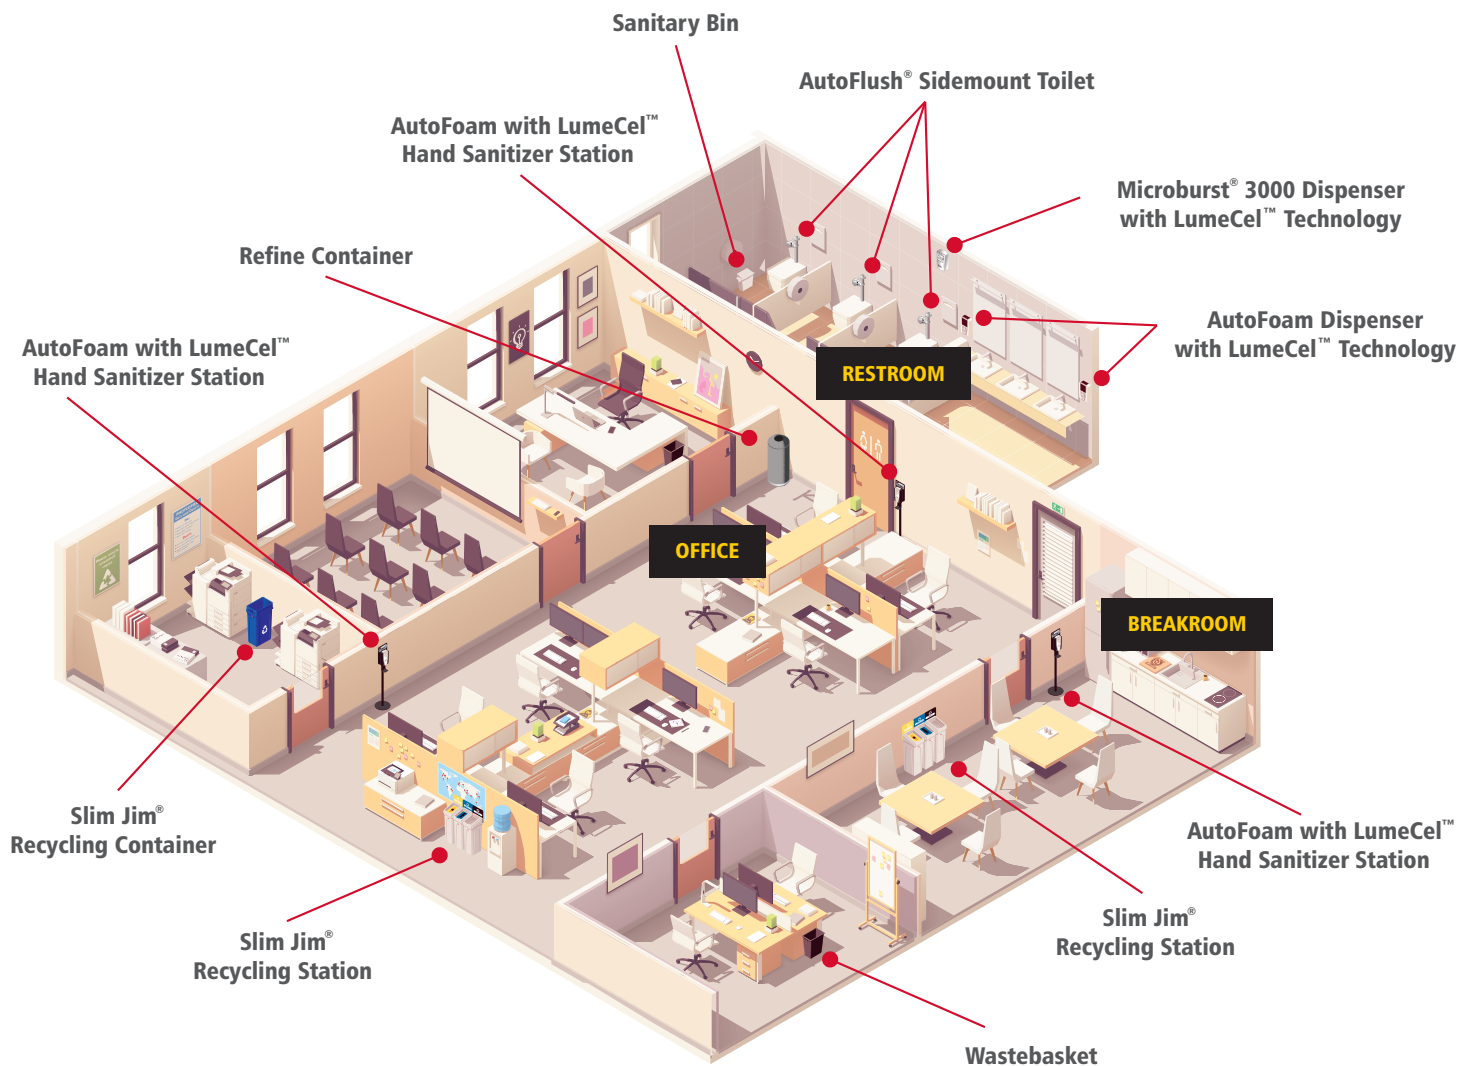 Sanitary Bin
AutoFlush® Sidemount Toilet
AutoFoam with LumeCel™
Hand Sanitizer Station
Microburst® 3000 Dispenser
with LumeCel™ Technology
Refine Container
AutoFoam Dispenser
with LumeCel™ Technology
AutoFoam with LumeCel™
Hand Sanitizer Station
RESTROOM
OFFICE
BREAKROOM
Slim Jim®
Recycling Container
AutoFoam with LumeCel™
Hand Sanitizer Station
Slim Jim®
Recycling Station
Slim Jim®
Recycling Station
Wastebasket